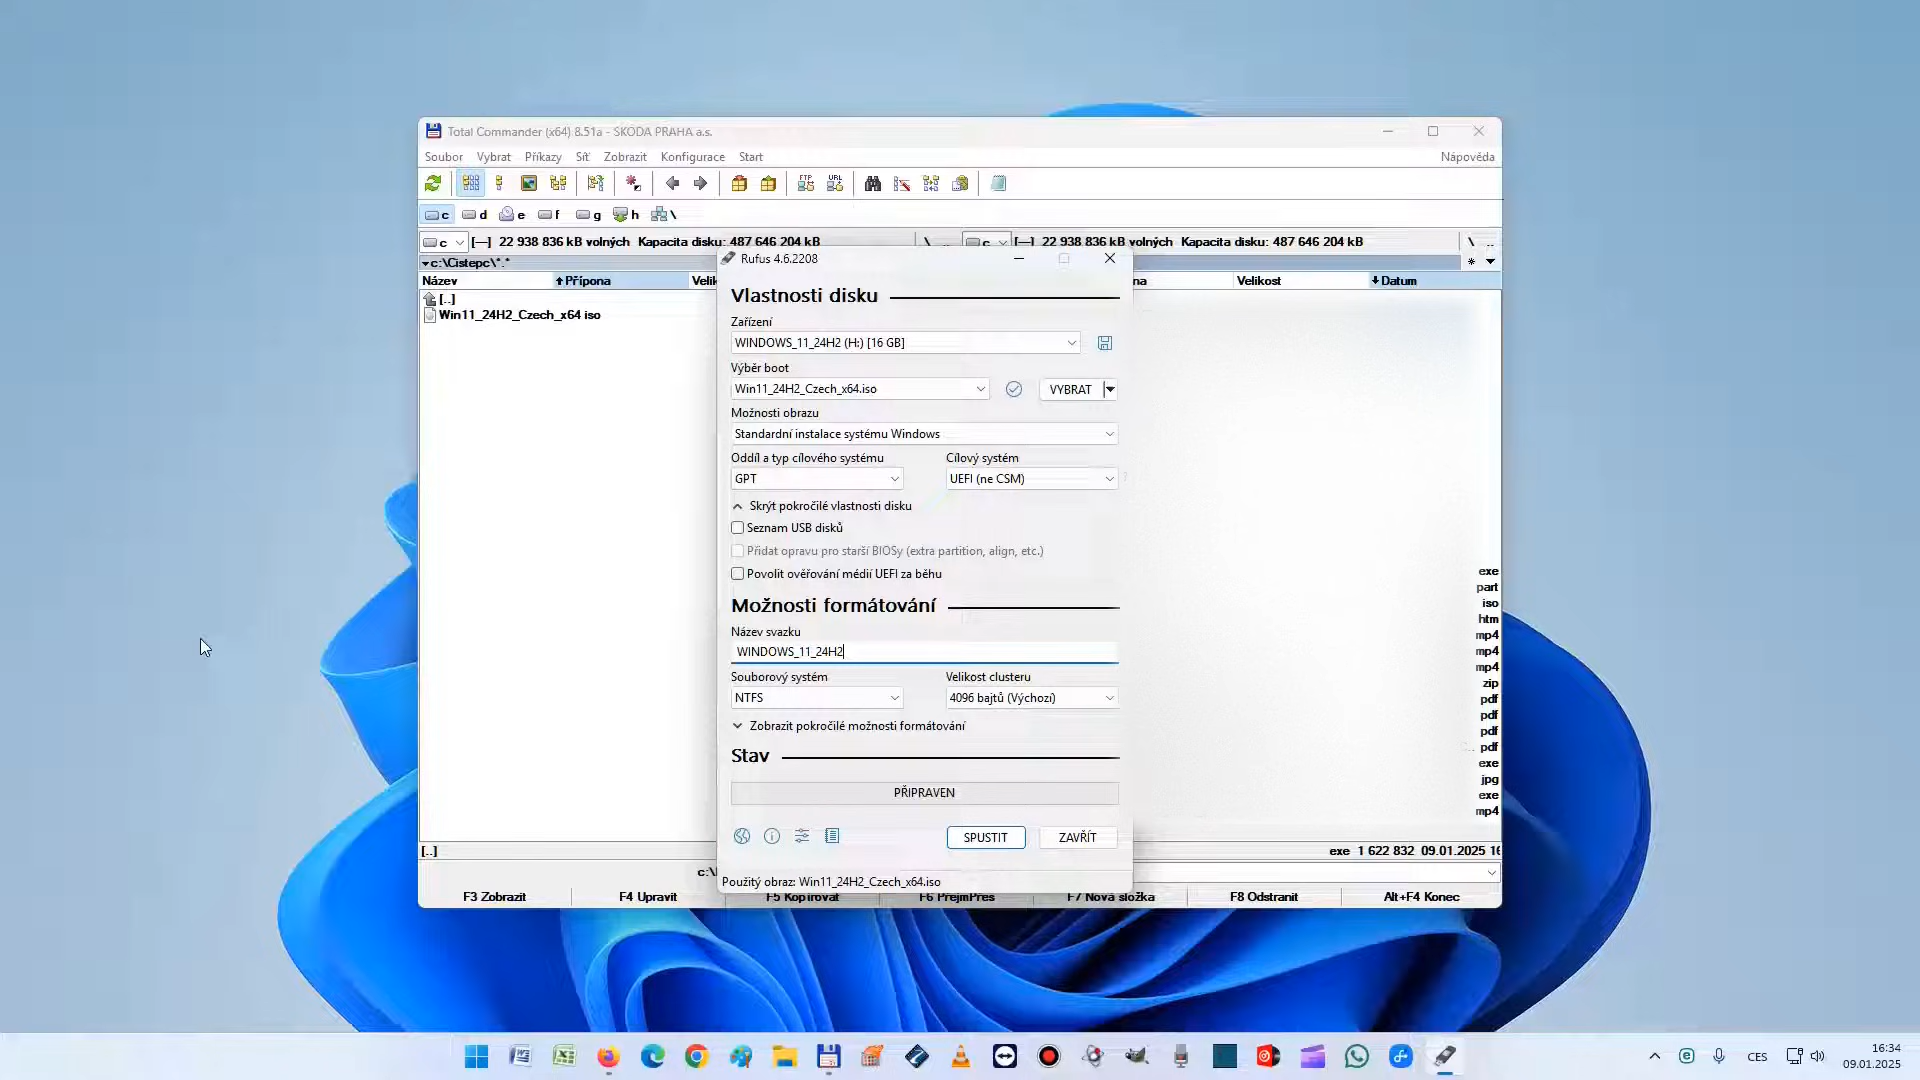 Total Commander (x64) 8.51a - SKODA PRAHA a.s.
Soubor Vybrat Příkazy Síť Zobrazit Konfigurace Start Nápověda
FTP URL
c d e f g h \
c [—] 22 938 836 kB volných Kapacita disku: 487 646 204 kB \ ..
c [—] 22 938 836 kB volných Kapacita disku: 487 646 204 kB \ ..
c:\Cistepc\*.*
* 
Název Přípona Velik
na Velikost Datum
[..]
Win11_24H2_Czech_x64 iso
Rufus 4.6.2208
Vlastnosti disku
Zařízení
WINDOWS_11_24H2 (H:) [16 GB]
Výběr boot
Win11_24H2_Czech_x64.iso
VYBRAT
Možnosti obrazu
Standardní instalace systému Windows
Oddíl a typ cílového systému Cílový systém
GPT UEFI (ne CSM)
?
Skrýt pokročilé vlastnosti disku
Seznam USB disků
Přidat opravu pro starší BIOSy (extra partition, align, etc.)
Povolit ověřování médií UEFI za běhu
Možnosti formátování
Název svazku
WINDOWS_11_24H2
Souborový systém Velikost clusteru
NTFS 4096 bajtů (Výchozí)
Zobrazit pokročilé možnosti formátování
Stav
PŘIPRAVEN
SPUSTIT ZAVŘÍT
Použitý obraz: Win11_24H2_Czech_x64.iso
exe
part
iso
htm
mp4
mp4
mp4
zip
pdf
pdf
pdf
pdf
exe
jpg
exe
mp4
[..]
exe 1 622 832 09.01.2025 16
c:\
F3 Zobrazit F4 Upravit F5 Kopírovat F6 PřejmPřes F7 Nová složka F8 Odstranit Alt+F4 Konec
CES
16:34
09.01.2025